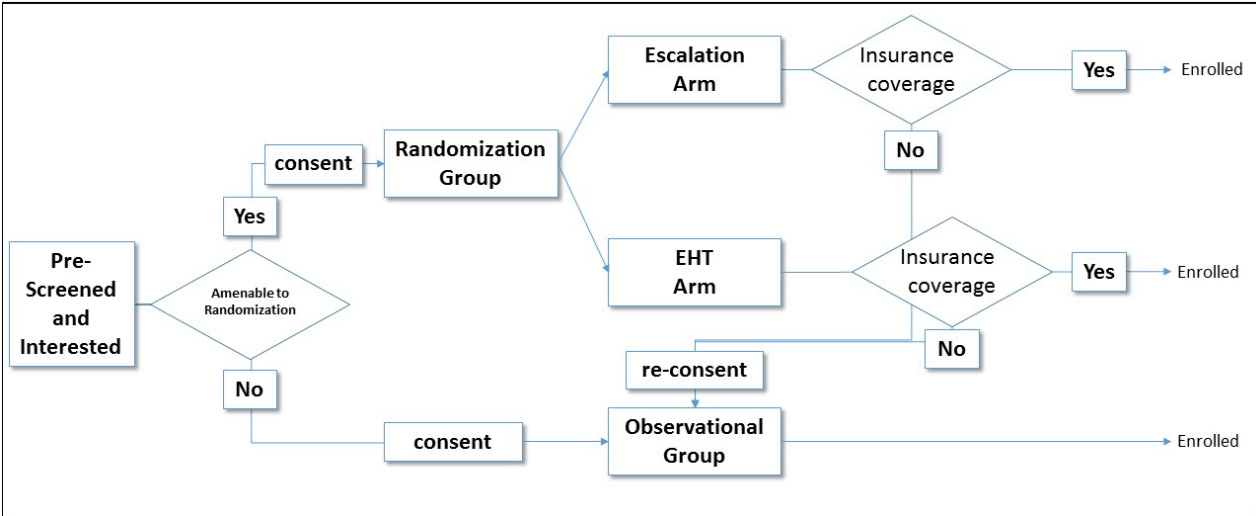 Pre-
Screened
and
Interested
Amenable to
Randomization
Yes
consent
Randomization
Group
Escalation
Arm
Insurance
coverage
Yes
Enrolled
No
EHT
Arm
Insurance
coverage
Yes
Enrolled
No
re-consent
No
consent
Observational
Group
Enrolled